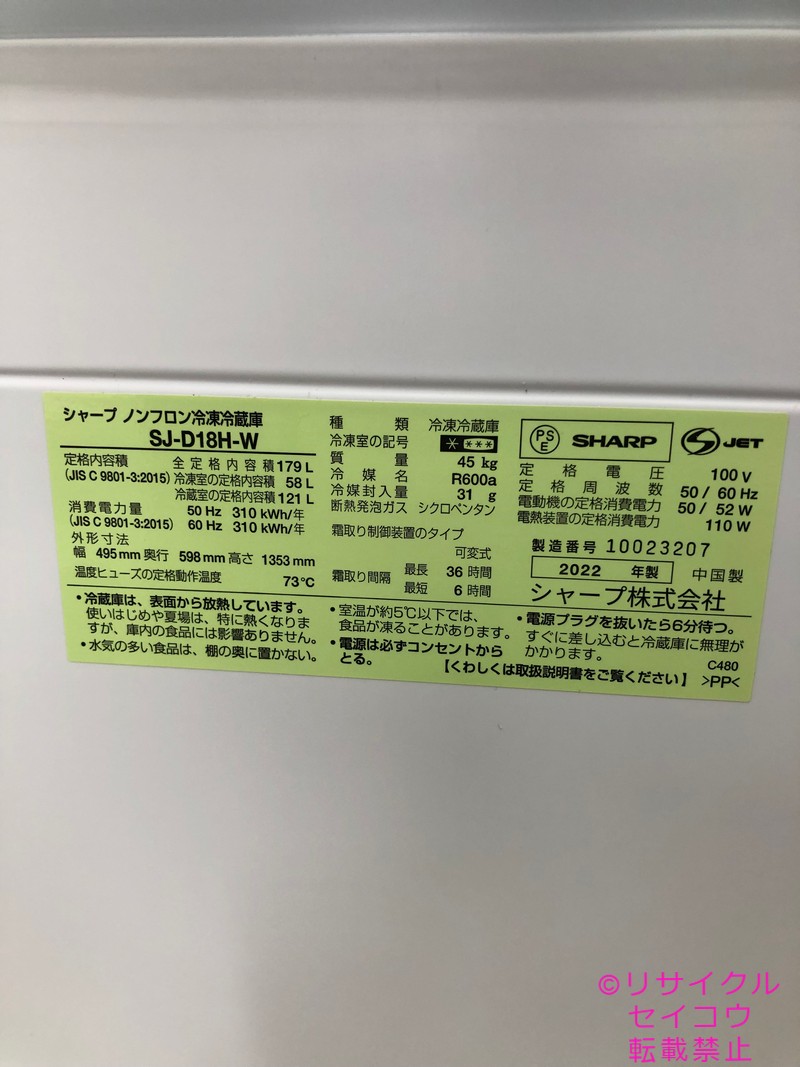 シャープ ノンフロン冷凍冷蔵庫
SJ-D18H-W
定格内容積
(JIS C 9801-3:2015)
全定格内容積 179 L
冷凍室の定格内容積 58 L
冷蔵室の定格内容積 121 L
消費電力量
(JIS C 9801-3:2015)
50 Hz 310 kWh/年
60 Hz 310 kWh/年
外形寸法
幅 495mm 奥行 598mm 高さ 1353mm
温度ヒューズの定格動作温度 73℃
種類 冷凍冷蔵庫
冷凍室の記号 * ***
質量 45 kg
冷媒名 R600a
冷媒封入量 31 g
断熱発泡ガス シクロペンタン
霜取り制御装置のタイプ
可変式
霜取り間隔 最長 36 時間
最短 6 時間
PSE SHARP S JET
定格電圧 100 V
定格周波数 50 / 60 Hz
電動機の定格消費電力 50 / 52 W
電熱装置の定格消費電力 110 W
製造番号 10023207
2022 年製 中国製
シャープ株式会社
・冷蔵庫は、表面から放熱しています。
使いはじめや夏場は、特に熱くなりま
すが、庫内の食品には影響ありません。
・水気の多い食品は、棚の奥に置かない。
・室温が約5℃以下では、
食品が凍ることがあります。
・電源は必ずコンセントから
とる。
・電源プラグを抜いたら6分待つ。
すぐに差し込むと冷蔵庫に無理が
かかります。
C480
【くわしくは取扱説明書をご覧ください】 >PP<
©リサイクル
セイコウ
転載禁止